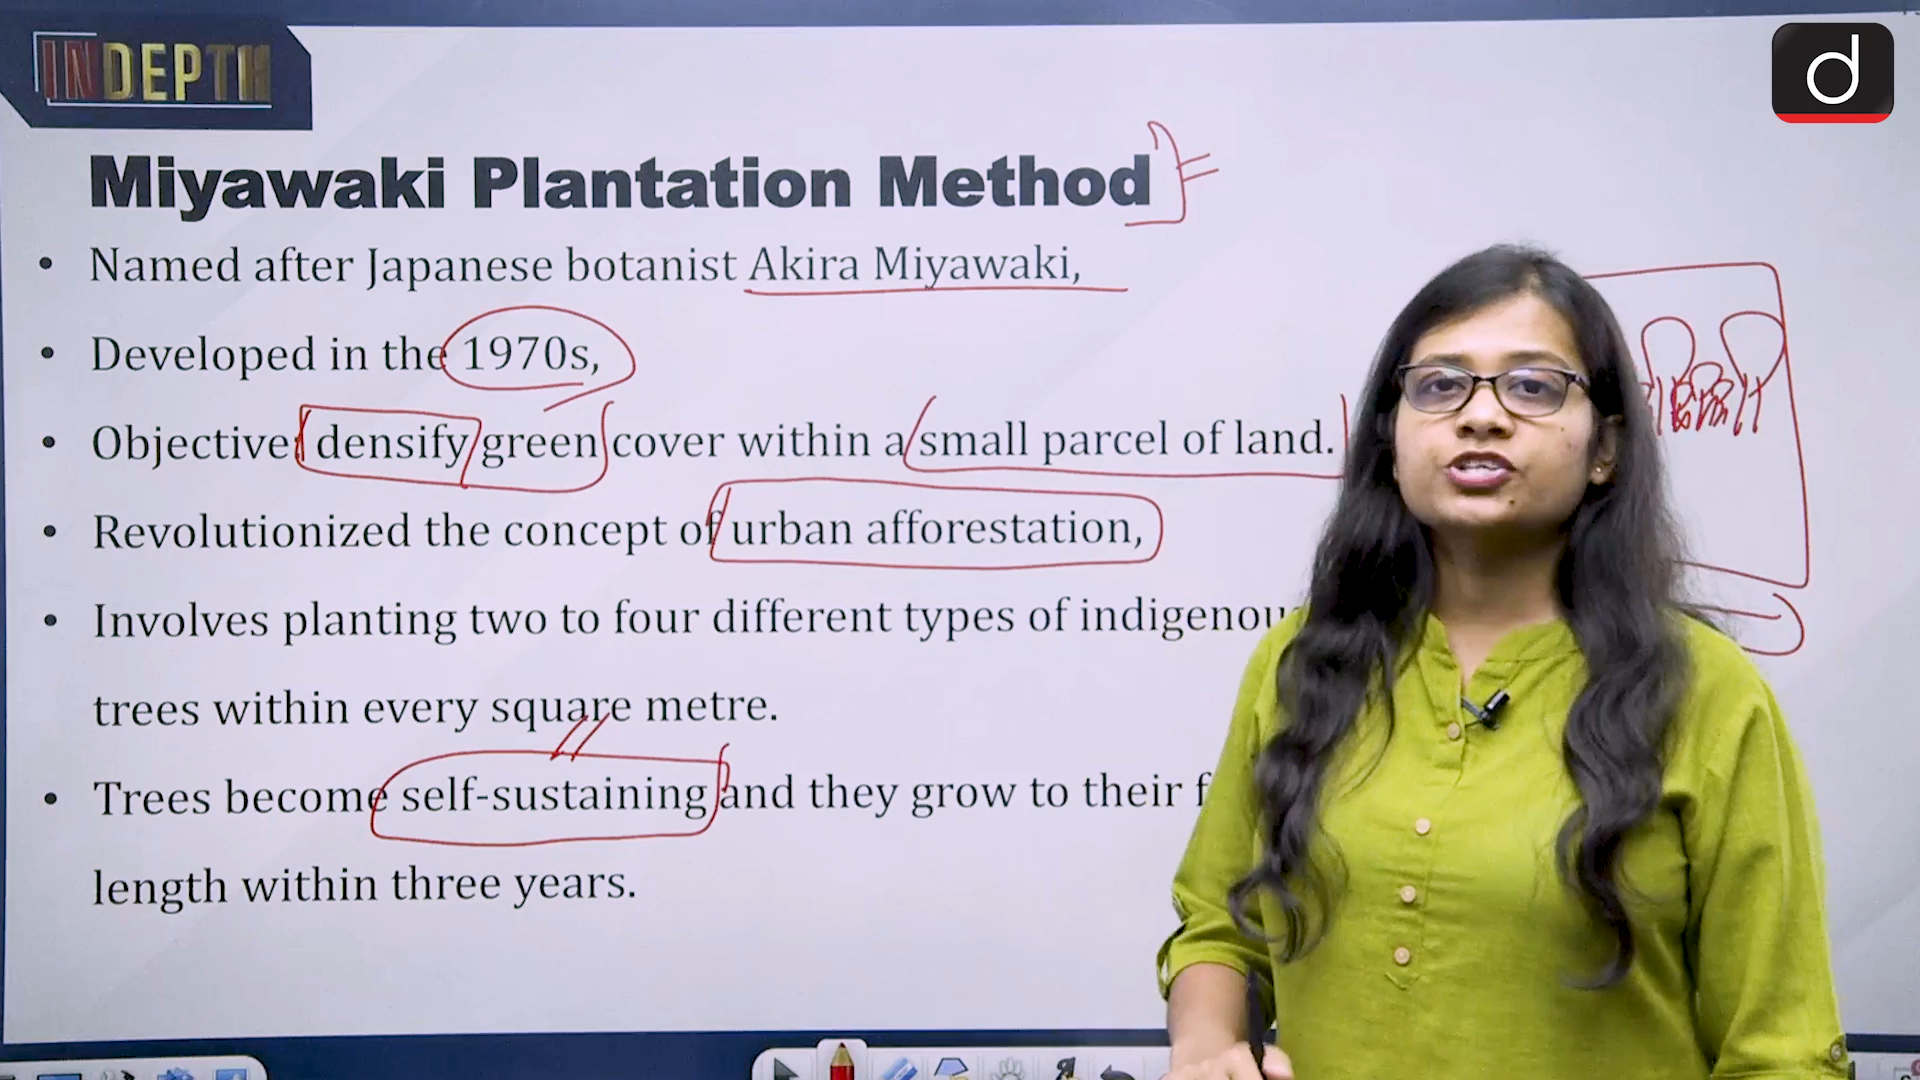 INDEPTH
d
Miyawaki Plantation Method
• Named after Japanese botanist Akira Miyawaki,
• Developed in the 1970s,
• Objective: densify green cover within a small parcel of land.
• Revolutionized the concept of urban afforestation,
• Involves planting two to four different types of
trees within every square metre.
• Trees become self-sustaining and they grow to their
length within three years.